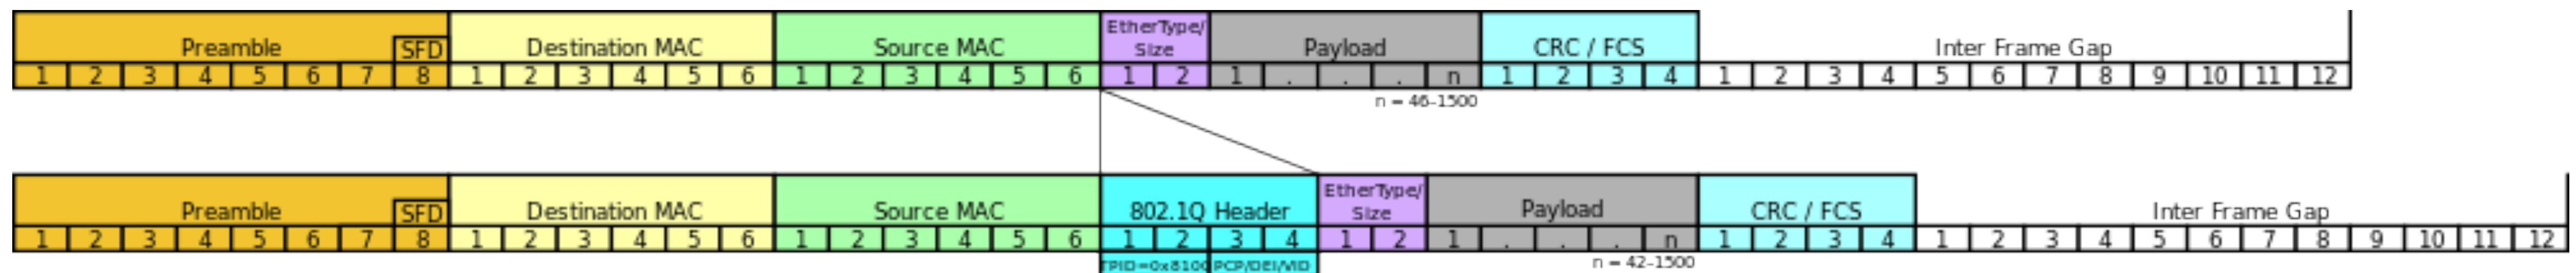 EtherType/
Preamble SFD Destination MAC Source MAC Size Payload CRC / FCS Inter Frame Gap
1 2 3 4 5 6 7 8 1 2 3 4 5 6 1 2 3 4 5 6 1 2 1 . . . n 1 2 3 4 1 2 3 4 5 6 7 8 9 10 11 12
n = 46-1500
EtherType/
Preamble SFD Destination MAC Source MAC 802.1Q Header Size Payload CRC / FCS Inter Frame Gap
1 2 3 4 5 6 7 8 1 2 3 4 5 6 1 2 3 4 5 6 1 2 3 4 1 2 1 . . . n 1 2 3 4 1 2 3 4 5 6 7 8 9 10 11 12
TPID=0x8100 PCP/DEI/VID n = 42-1500